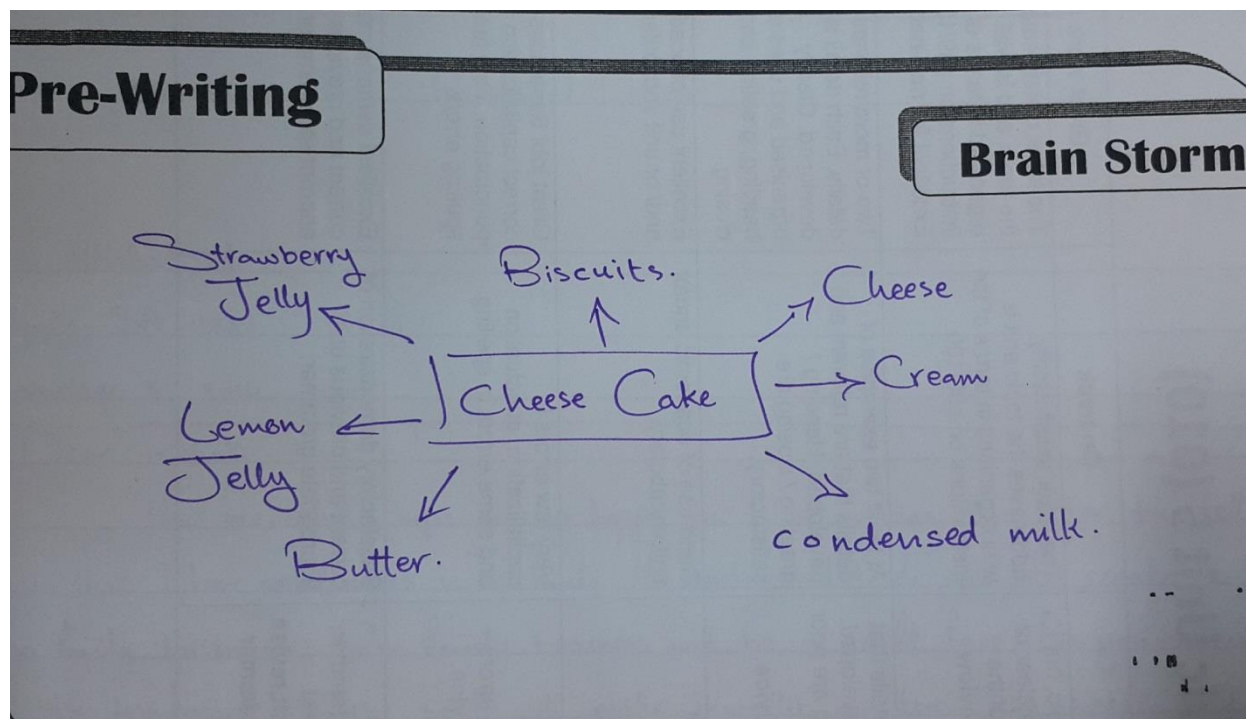 Pre-Writing
Brain Storm
Strawberry
Jelly
Biscuits.
Cheese
Cheese Cake
Cream
Lemon
Jelly
Butter.
condensed milk.